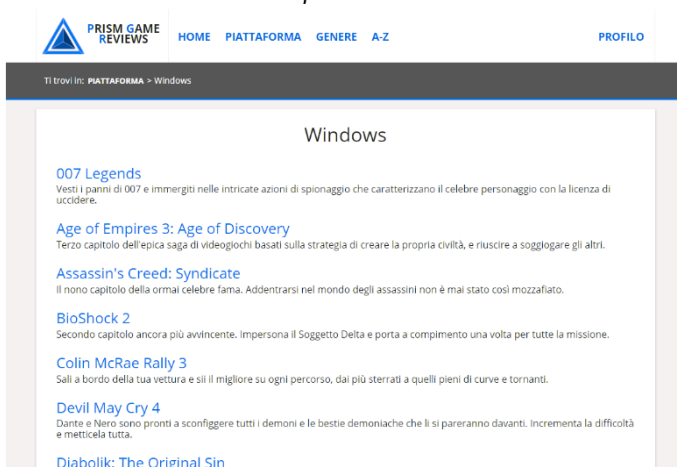 PRISM GAME
REVIEWS
HOME PIATTAFORMA GENERE A-Z PROFILO
Ti trovi in: PIATTAFORMA > Windows
Windows
007 Legends
Vesti i panni di 007 e immergiti nelle intricate azioni di spionaggio che caratterizzano il celebre personaggio con la licenza di
uccidere.
Age of Empires 3: Age of Discovery
Terzo capitolo dell'epica saga di videogiochi basati sulla strategia di creare la propria civiltà, e riuscire a soggiogare gli altri.
Assassin's Creed: Syndicate
Il nono capitolo della ormai celebre fama. Addentrarsi nel mondo degli assassini non è mai stato così mozzafiato.
BioShock 2
Secondo capitolo ancora più avvincente. Impersona il Soggetto Delta e porta a compimento una volta per tutte la missione.
Colin McRae Rally 3
Sali a bordo della tua vettura e sii il migliore su ogni percorso, dai più sterrati a quelli pieni di curve e tornanti.
Devil May Cry 4
Dante e Nero sono pronti a sconfiggere tutti i demoni e le bestie demoniache che li si pareranno davanti. Incrementa la difficoltà
e metticela tutta.
Diabolik: The Original Sin